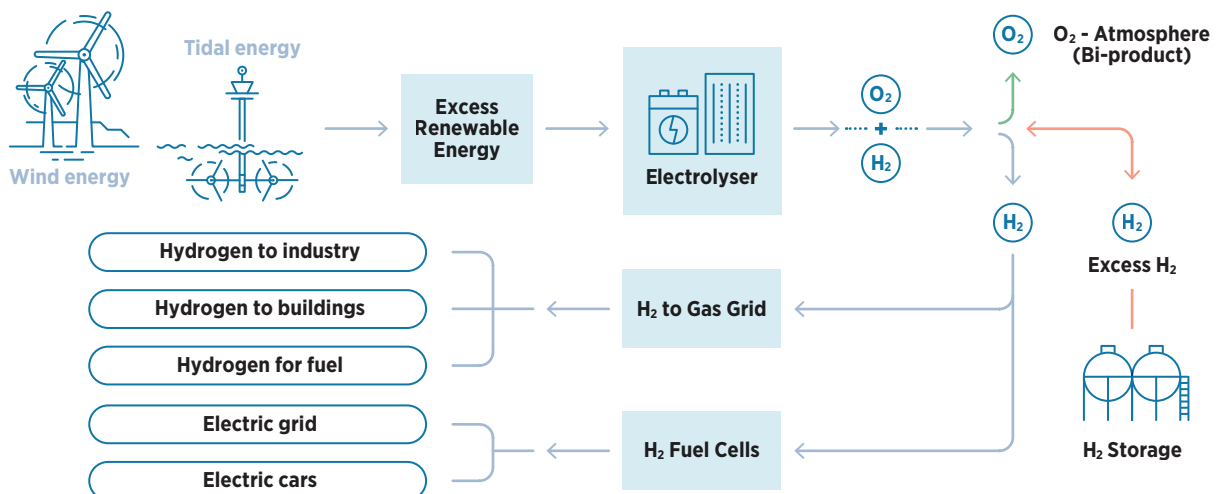 Wind energy
Tidal energy
Excess
Renewable
Energy
Electrolyser
O₂
+
H₂
O₂
O₂ - Atmosphere
(Bi-product)
H₂
H₂
Excess H₂
H₂ Storage
H₂ to Gas Grid
Hydrogen to industry
Hydrogen to buildings
Hydrogen for fuel
H₂ Fuel Cells
Electric grid
Electric cars